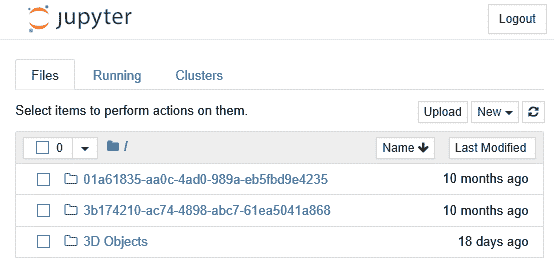 jupyter
Logout
Files Running Clusters
Select items to perform actions on them.
Upload New
0 / Name Last Modified
01a61835-aa0c-4ad0-989a-eb5fbd9e4235 10 months ago
3b174210-ac74-4898-abc7-61ea5041a868 10 months ago
3D Objects 18 days ago